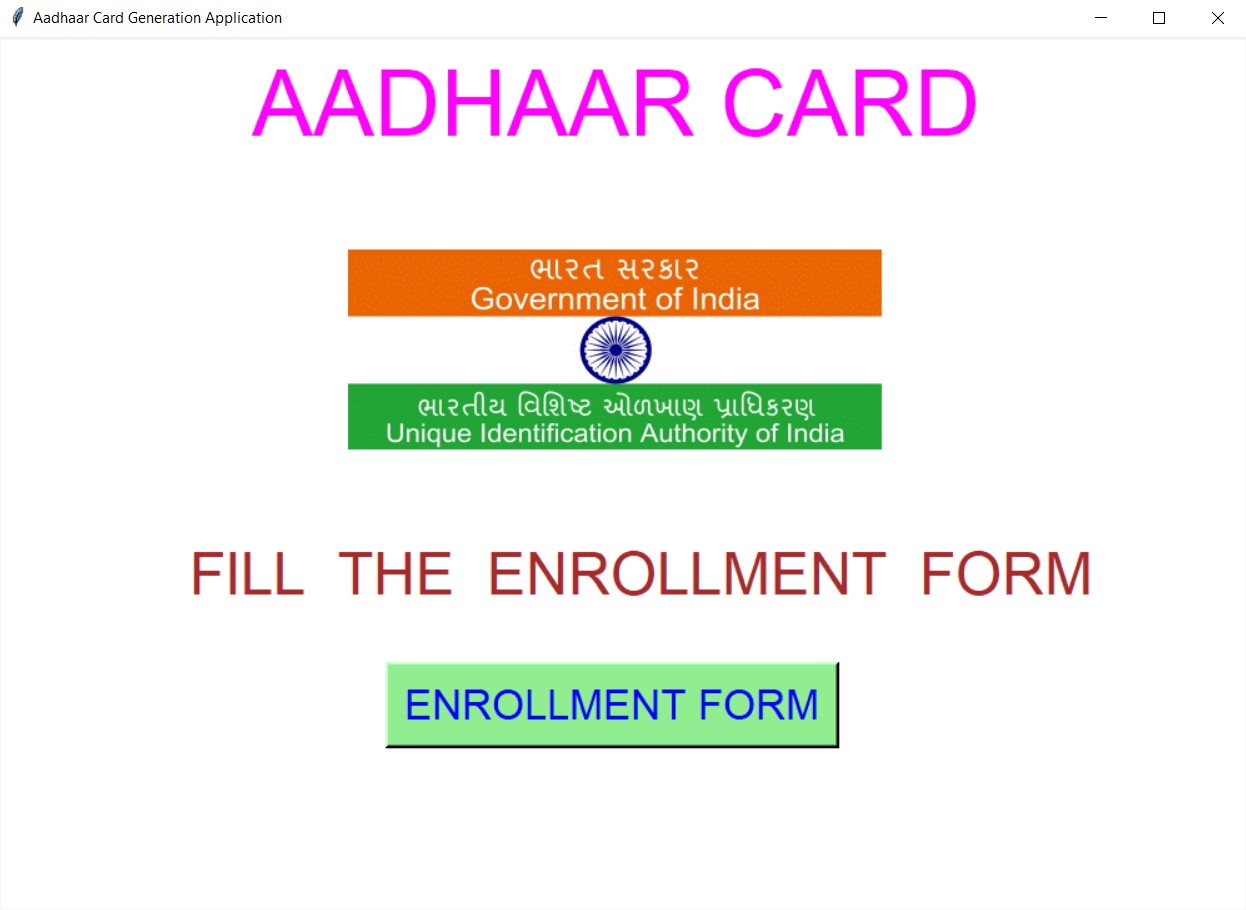 Aadhaar Card Generation Application
AADHAAR CARD
ભારત સરકાર
Government of India
ભારતીય વિશિષ્ટ ઓળખાણ પ્રાધિકરણ
Unique Identification Authority of India
FILL THE ENROLLMENT FORM
ENROLLMENT FORM